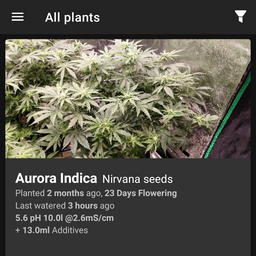 All plants
Aurora Indica Nirvana seeds
Planted 2 months ago, 23 Days Flowering
Last watered 3 hours ago
5.6 pH 10.0l @2.6mS/cm
+ 13.0ml Additives